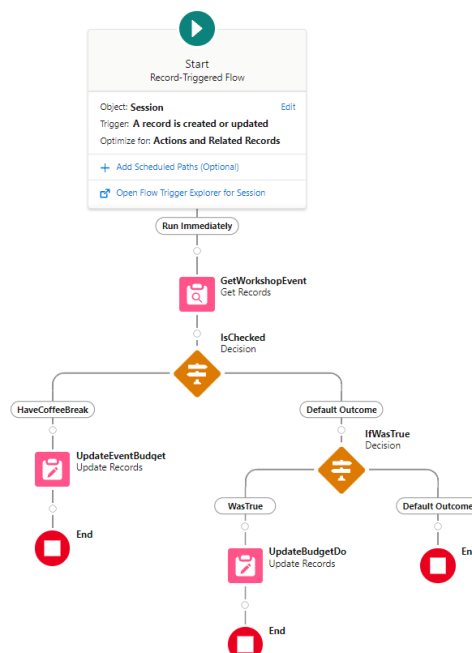 Start
Record-Triggered Flow
Object: Session Edit
Trigger: A record is created or updated
Optimize for: Actions and Related Records
Add Scheduled Paths (Optional)
Open Flow Trigger Explorer for Session
Run Immediately
GetWorkshopEvent
Get Records
IsChecked
Decision
HaveCoffeeBreak
Default Outcome
IfWasTrue
Decision
UpdateEventBudget
Update Records
WasTrue
Default Outcome
End
UpdateBudgetDo
Update Records
En
End